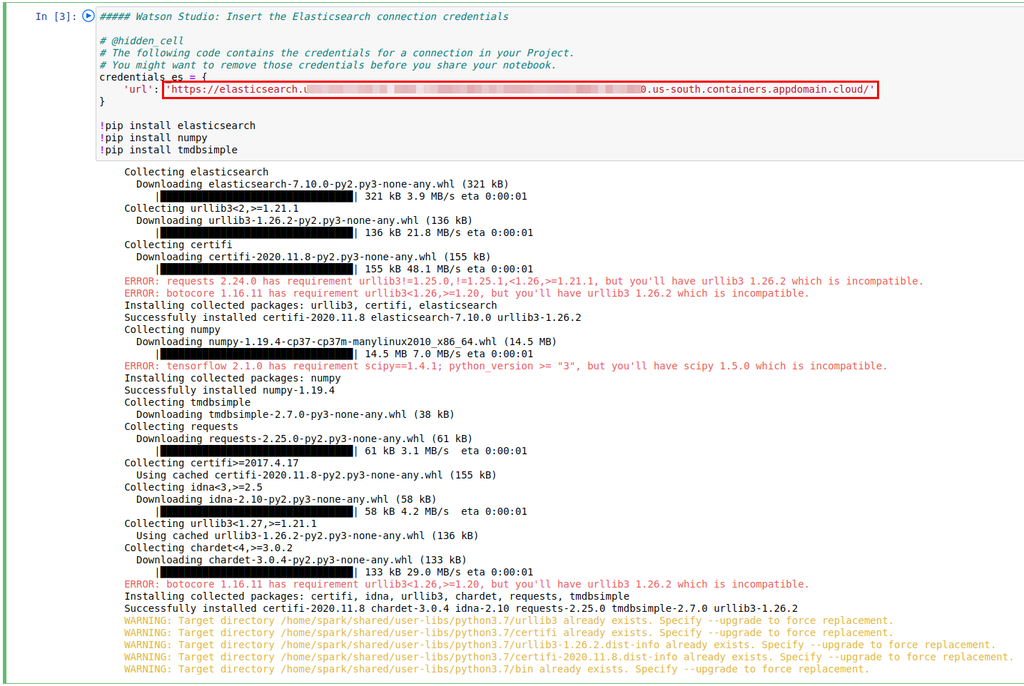 In [3]:
##### Watson Studio: Insert the Elasticsearch connection credentials
# @hidden_cell
# The following code contains the credentials for a connection in your Project.
# You might want to remove those credentials before you share your notebook.
credentials_es = {
'url': 'https://elasticsearch.u 0.us-south.containers.appdomain.cloud/'
}
!pip install elasticsearch
!pip install numpy
!pip install tmdbsimple
Collecting elasticsearch
Downloading elasticsearch-7.10.0-py2.py3-none-any.whl (321 kB)
|████████████████████████████████| 321 kB 3.9 MB/s eta 0:00:01
Collecting urllib3<2,>=1.21.1
Downloading urllib3-1.26.2-py2.py3-none-any.whl (136 kB)
|████████████████████████████████| 136 kB 21.8 MB/s eta 0:00:01
Collecting certifi
Downloading certifi-2020.11.8-py2.py3-none-any.whl (155 kB)
|████████████████████████████████| 155 kB 48.1 MB/s eta 0:00:01
ERROR: requests 2.24.0 has requirement urllib3!=1.25.0,!=1.25.1,<1.26,>=1.21.1, but you'll have urllib3 1.26.2 which is incompatible.
ERROR: botocore 1.16.11 has requirement urllib3<1.26,>=1.20, but you'll have urllib3 1.26.2 which is incompatible.
Installing collected packages: urllib3, certifi, elasticsearch
Successfully installed certifi-2020.11.8 elasticsearch-7.10.0 urllib3-1.26.2
Collecting numpy
Downloading numpy-1.19.4-cp37-cp37m-manylinux2010_x86_64.whl (14.5 MB)
|████████████████████████████████| 14.5 MB 7.0 MB/s eta 0:00:01
ERROR: tensorflow 2.1.0 has requirement scipy==1.4.1; python_version >= "3", but you'll have scipy 1.5.0 which is incompatible.
Installing collected packages: numpy
Successfully installed numpy-1.19.4
Collecting tmdbsimple
Downloading tmdbsimple-2.7.0-py3-none-any.whl (38 kB)
Collecting requests
Downloading requests-2.25.0-py2.py3-none-any.whl (61 kB)
|████████████████████████████████| 61 kB 3.1 MB/s eta 0:00:01
Collecting certifi>=2017.4.17
Using cached certifi-2020.11.8-py2.py3-none-any.whl (155 kB)
Collecting idna<3,>=2.5
Downloading idna-2.10-py2.py3-none-any.whl (58 kB)
|████████████████████████████████| 58 kB 4.2 MB/s eta 0:00:01
Collecting urllib3<1.27,>=1.21.1
Using cached urllib3-1.26.2-py2.py3-none-any.whl (136 kB)
Collecting chardet<4,>=3.0.2
Downloading chardet-3.0.4-py2.py3-none-any.whl (133 kB)
|████████████████████████████████| 133 kB 29.0 MB/s eta 0:00:01
ERROR: botocore 1.16.11 has requirement urllib3<1.26,>=1.20, but you'll have urllib3 1.26.2 which is incompatible.
Installing collected packages: certifi, idna, urllib3, chardet, requests, tmdbsimple
Successfully installed certifi-2020.11.8 chardet-3.0.4 idna-2.10 requests-2.25.0 tmdbsimple-2.7.0 urllib3-1.26.2
WARNING: Target directory /home/spark/shared/user-libs/python3.7/urllib3 already exists. Specify --upgrade to force replacement.
WARNING: Target directory /home/spark/shared/user-libs/python3.7/certifi already exists. Specify --upgrade to force replacement.
WARNING: Target directory /home/spark/shared/user-libs/python3.7/urllib3-1.26.2.dist-info already exists. Specify --upgrade to force replacement.
WARNING: Target directory /home/spark/shared/user-libs/python3.7/certifi-2020.11.8.dist-info already exists. Specify --upgrade to force replacement.
WARNING: Target directory /home/spark/shared/user-libs/python3.7/bin already exists. Specify --upgrade to force replacement.